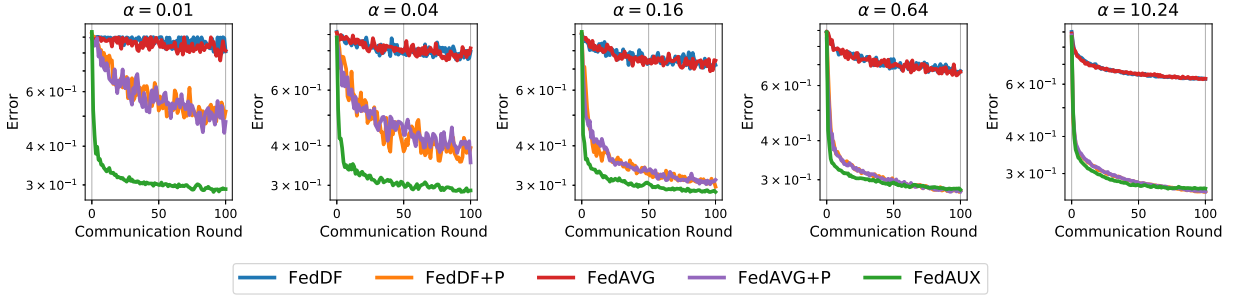 α = 0.01
α = 0.04
α = 0.16
α = 0.64
α = 10.24
Error
6 × 10⁻¹
4 × 10⁻¹
3 × 10⁻¹
0
50
100
Communication Round
Error
6 × 10⁻¹
4 × 10⁻¹
3 × 10⁻¹
0
50
100
Communication Round
Error
6 × 10⁻¹
4 × 10⁻¹
3 × 10⁻¹
0
50
100
Communication Round
Error
6 × 10⁻¹
4 × 10⁻¹
3 × 10⁻¹
0
50
100
Communication Round
Error
6 × 10⁻¹
4 × 10⁻¹
3 × 10⁻¹
0
50
100
Communication Round
FedDF
FedDF+P
FedAVG
FedAVG+P
FedAUX